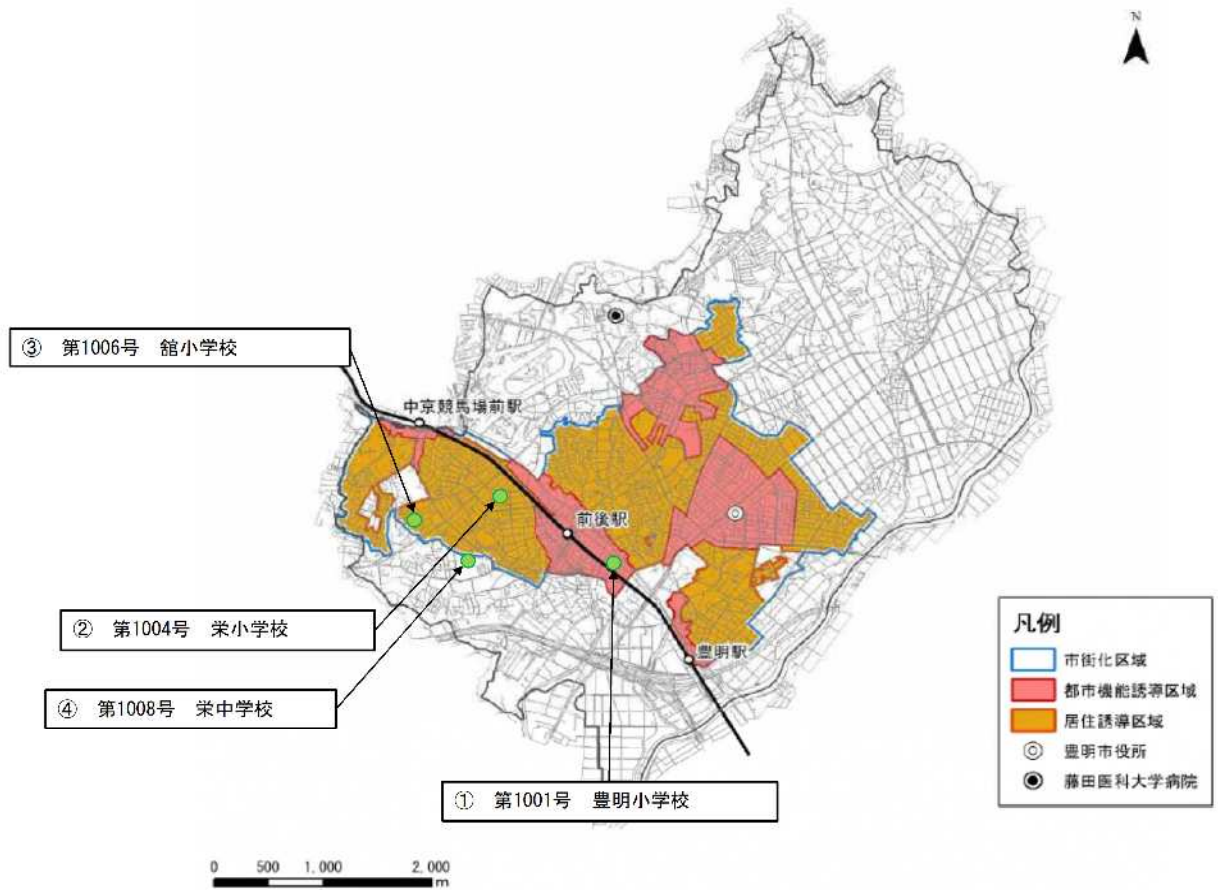 N
③ 第1006号 舘小学校
中京競馬場前駅
前後駅
② 第1004号 栄小学校
豊明駅
④ 第1008号 栄中学校
① 第1001号 豊明小学校
凡例
市街化区域
都市機能誘導区域
居住誘導区域
豊明市役所
藤田医科大学病院
0 500 1,000 2,000
m